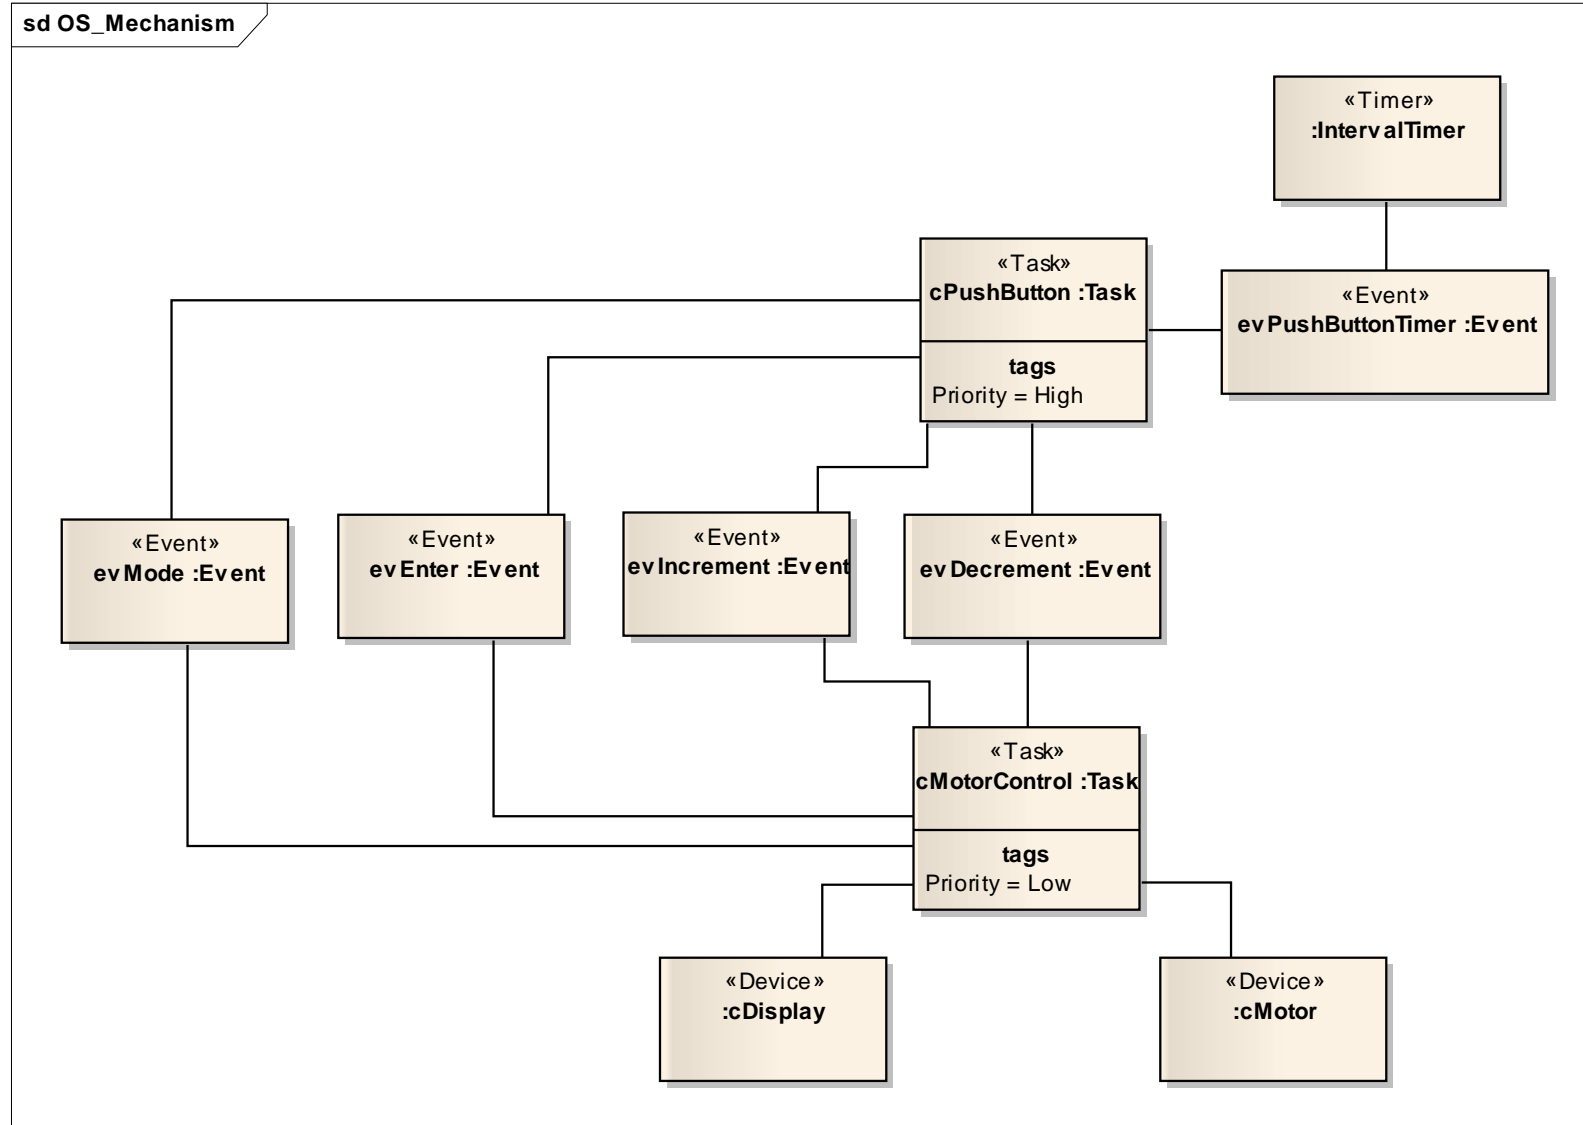 sd OS_Mechanism
«Timer»
:IntervalTimer
«Task»
cPushButton :Task
tags
Priority = High
«Event»
evPushButtonTimer :Event
«Event»
evMode :Event
«Event»
evEnter :Event
«Event»
evIncrement :Event
«Event»
evDecrement :Event
«Task»
cMotorControl :Task
tags
Priority = Low
«Device»
:cDisplay
«Device»
:cMotor